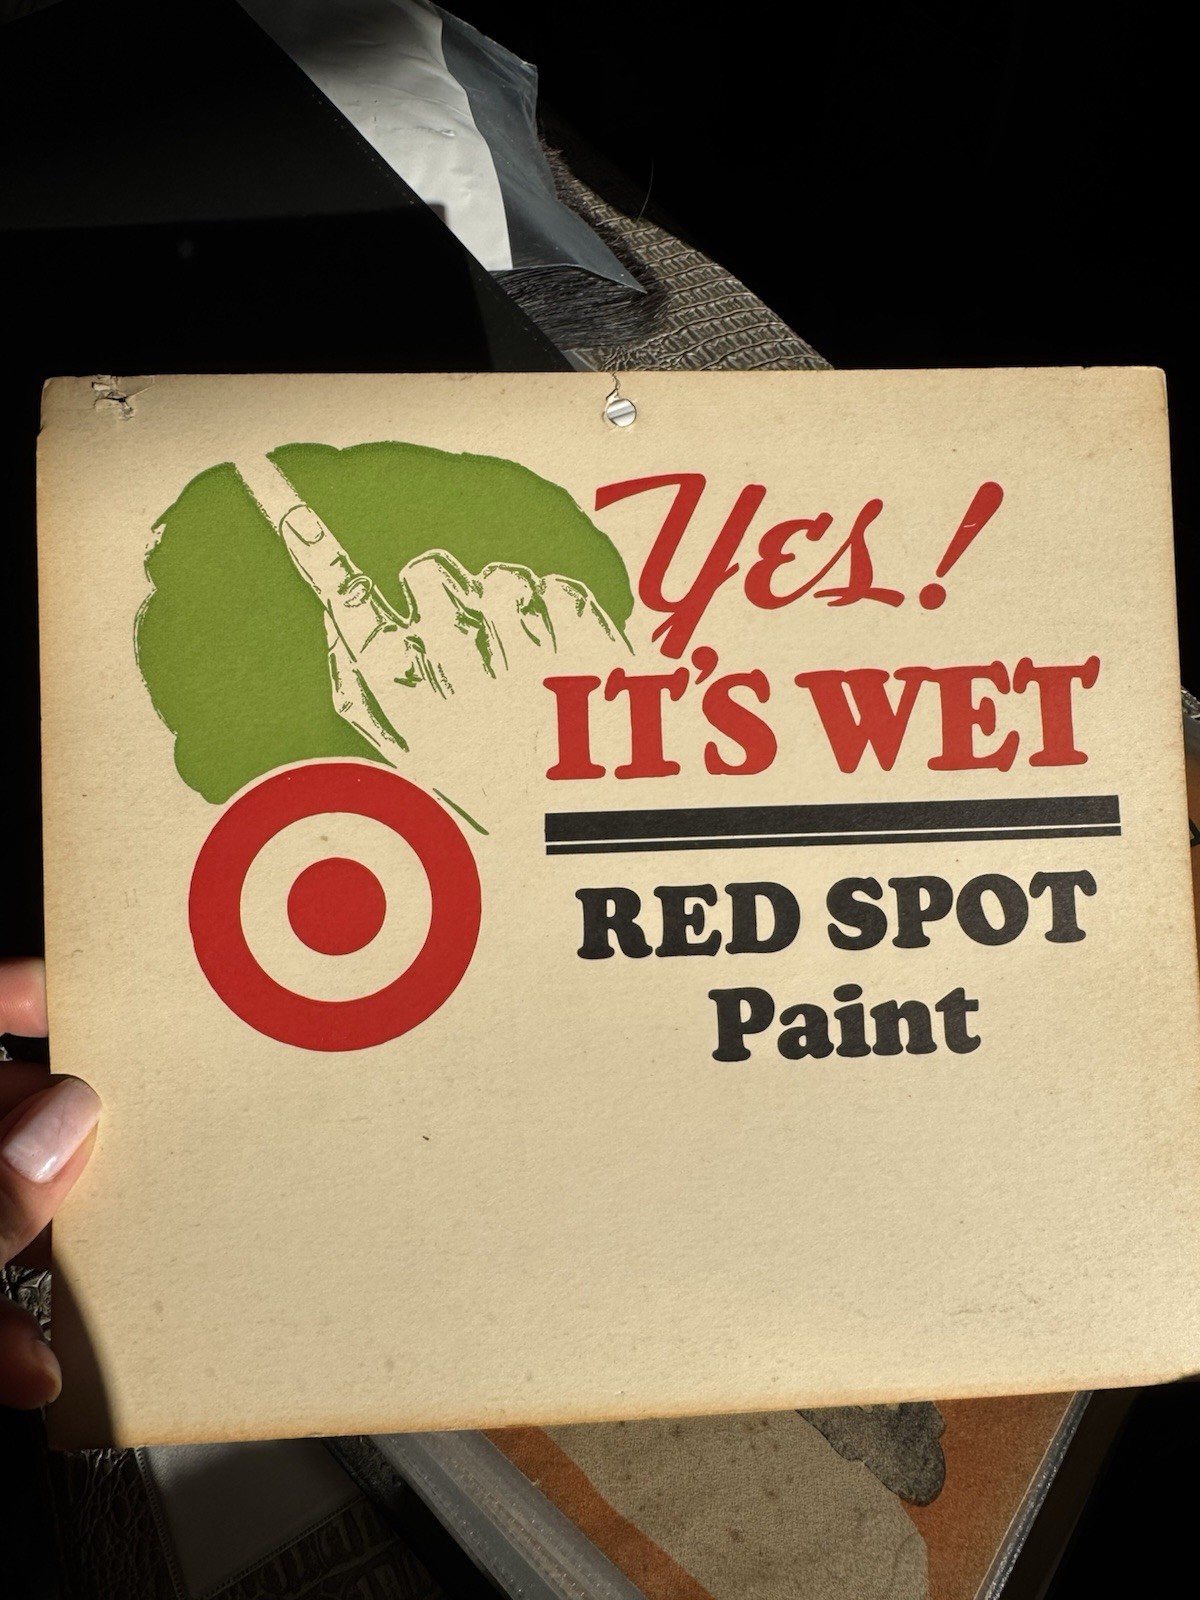 Yes!
IT'S WET
RED SPOT
Paint